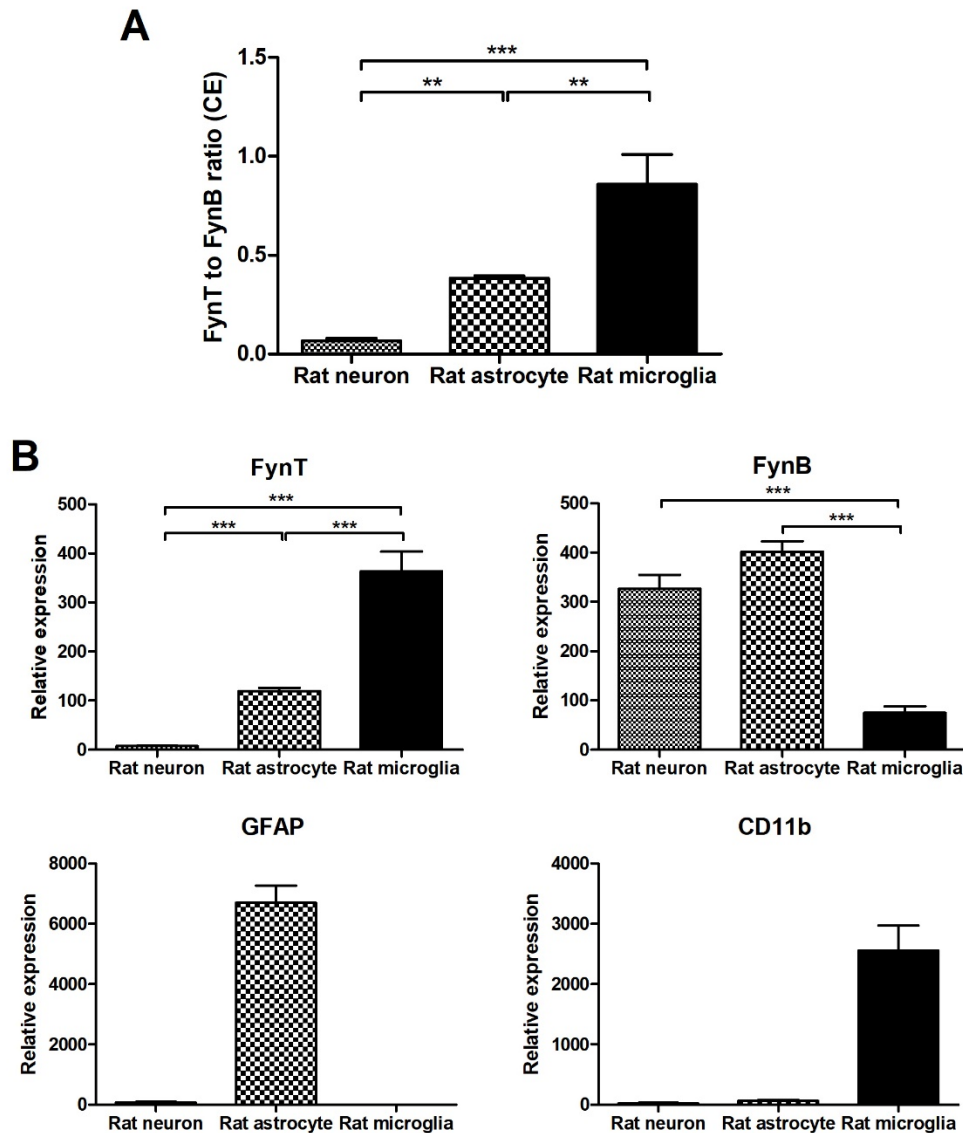 A
FynT to FynB ratio (CE)
1.5
1.0
0.5
0.0
***
** **
Rat neuron Rat astrocyte Rat microglia
B
FynT
Relative expression
500
400
300
200
100
0
***
*** ***
Rat neuron Rat astrocyte Rat microglia
FynB
Relative expression
500
400
300
200
100
0
***
***
Rat neuron Rat astrocyte Rat microglia
GFAP
Relative expression
8000
6000
4000
2000
0
Rat neuron Rat astrocyte Rat microglia
CD11b
Relative expression
4000
3000
2000
1000
0
Rat neuron Rat astrocyte Rat microglia